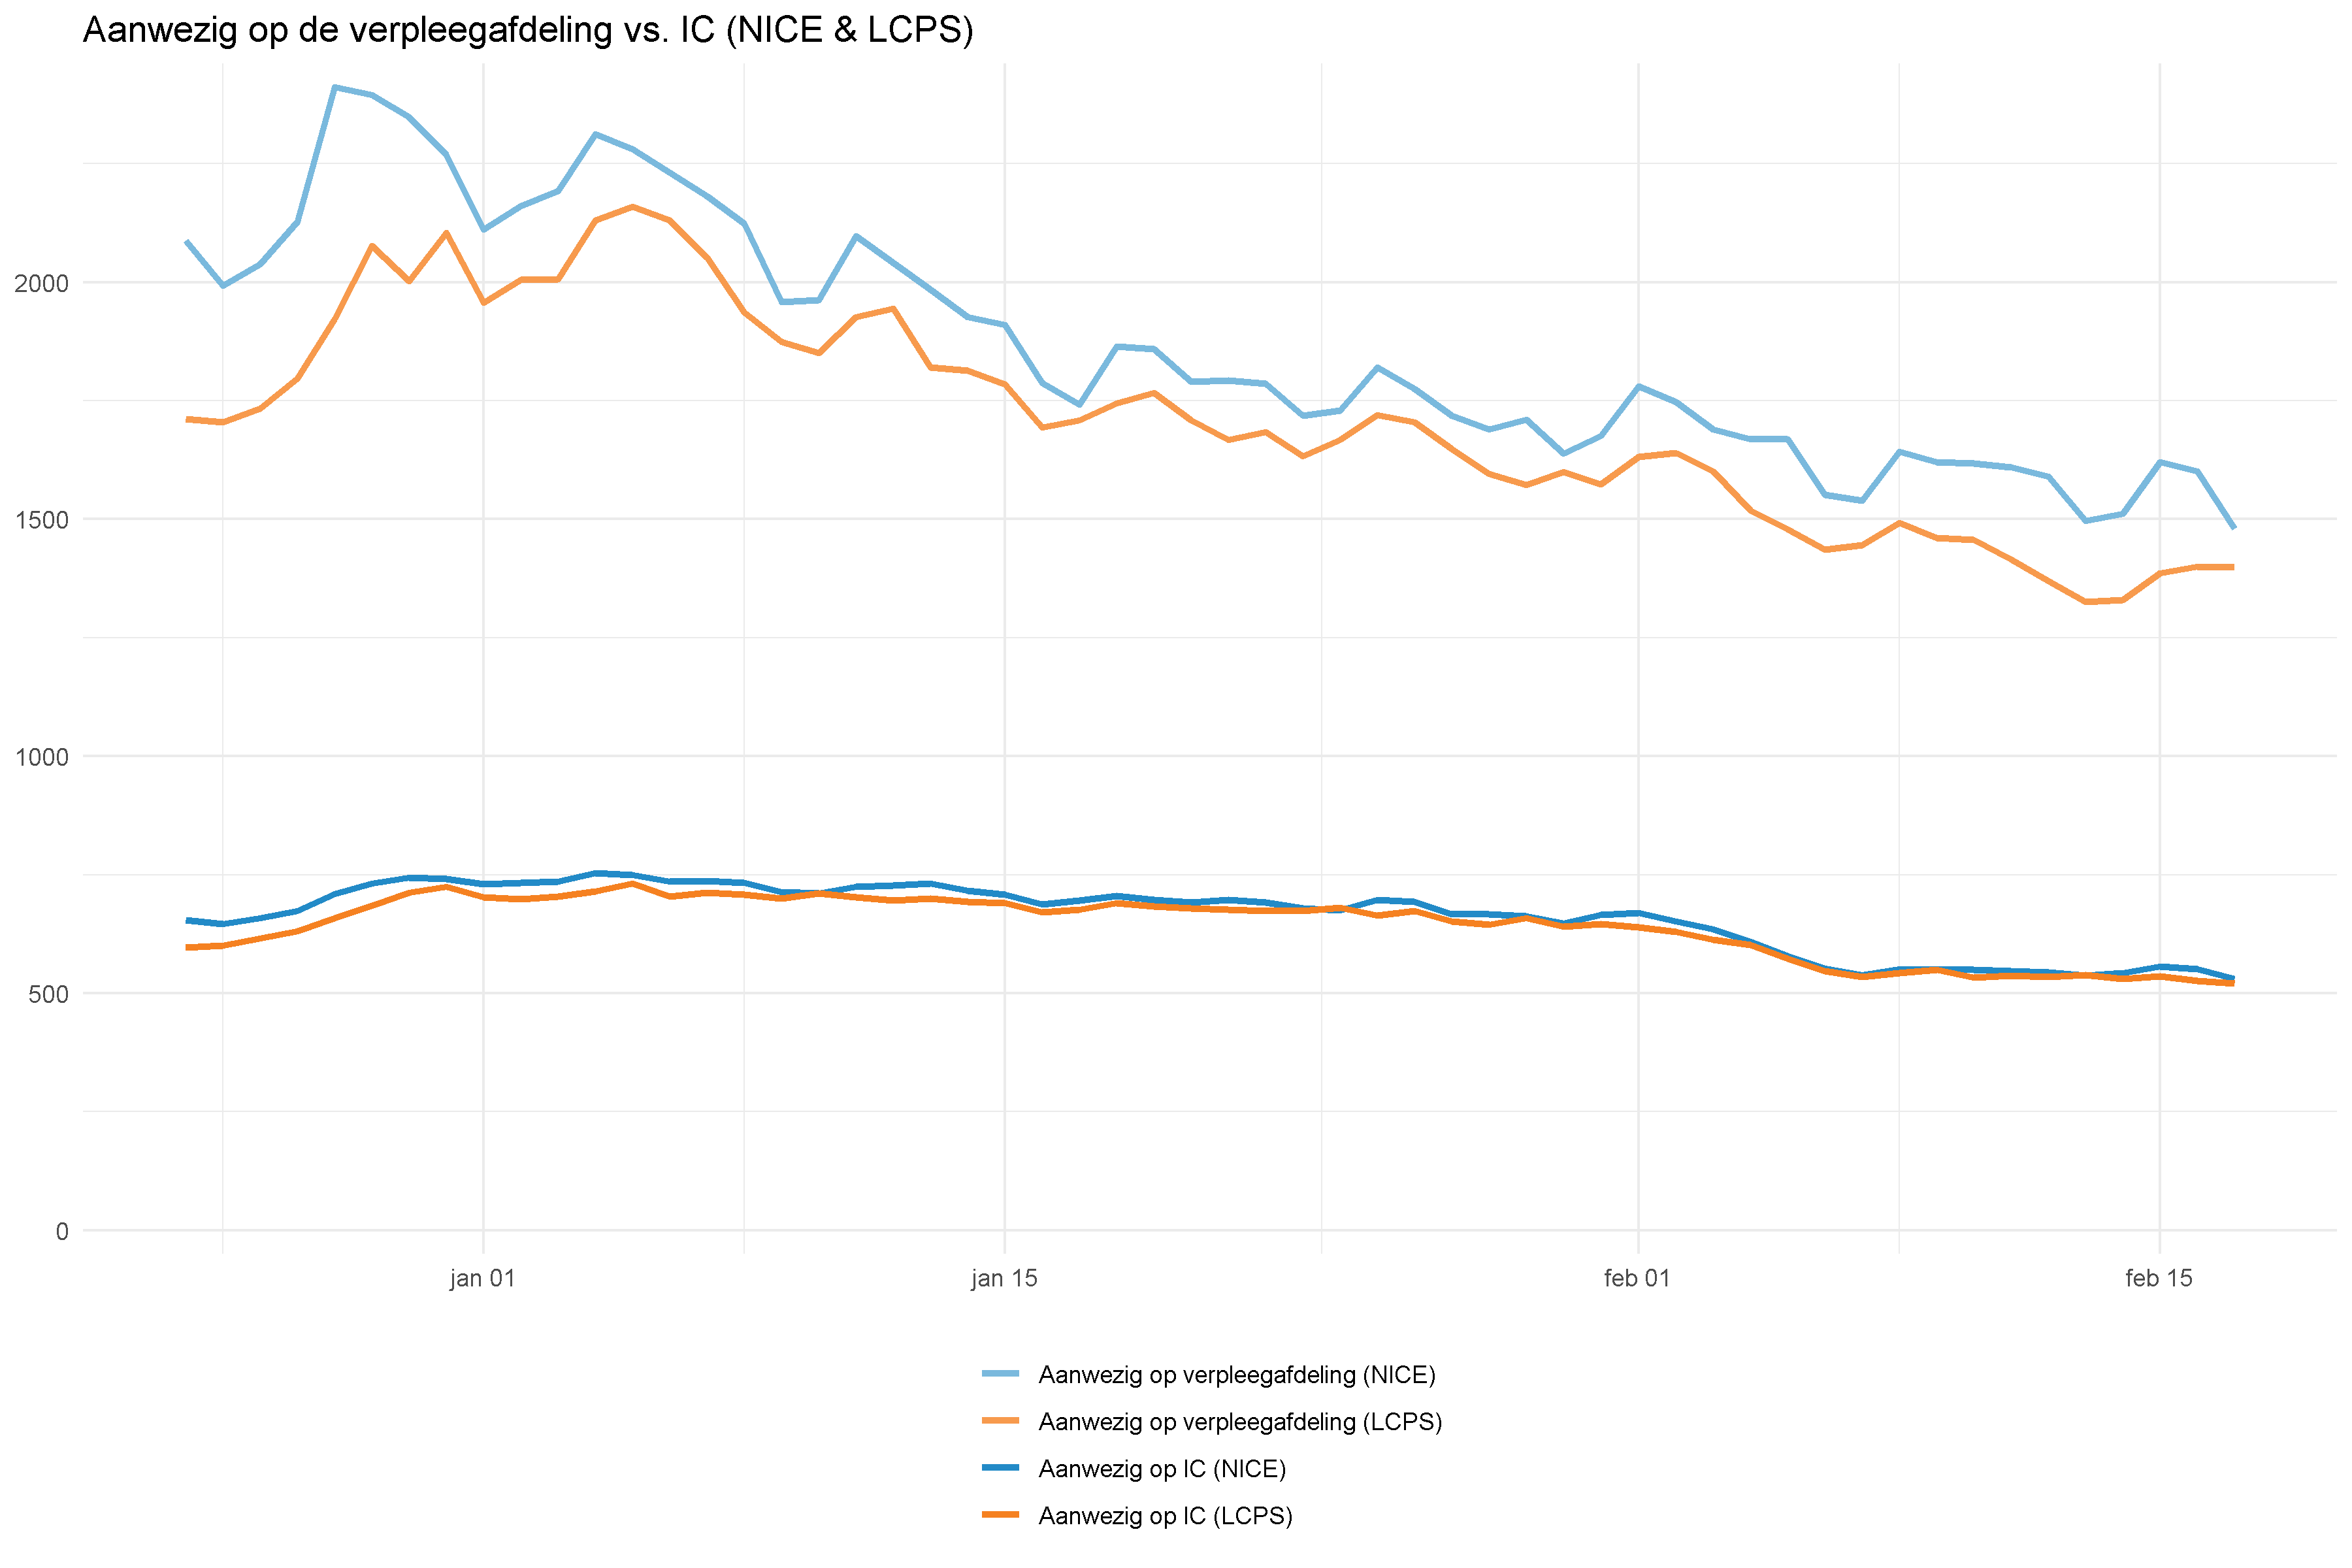 Aanwezig op de verpleegafdeling vs. IC (NICE & LCPS)
2000
1500
1000
500
0
jan 01
jan 15
feb 01
feb 15
Aanwezig op verpleegafdeling (NICE)
Aanwezig op verpleegafdeling (LCPS)
Aanwezig op IC (NICE)
Aanwezig op IC (LCPS)